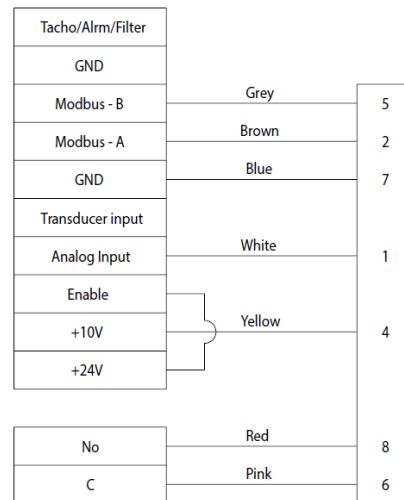 Tacho/Alrm/Filter
GND
Modbus - B Grey 5
Modbus - A Brown 2
GND Blue 7
Transducer input
Analog Input White 1
Enable
+10V Yellow 4
+24V
No Red 8
C Pink 6